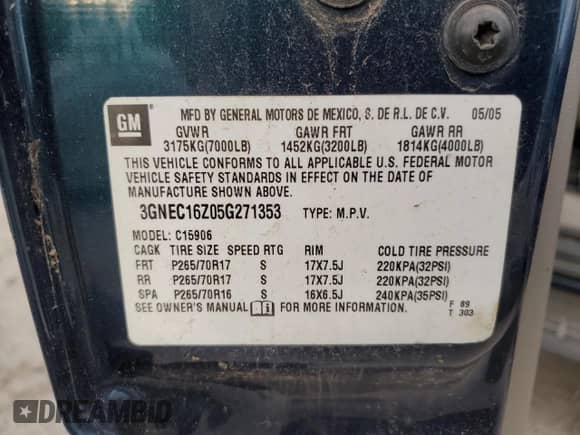 GM
MFD BY GENERAL MOTORS DE MEXICO, S. DE R.L. DE C.V. 05/05
GVWR GAWR FRT GAWR RR
3175KG(7000LB) 1452KG(3200LB) 1814KG(4000LB)
THIS VEHICLE CONFORMS TO ALL APPLICABLE U.S. FEDERAL MOTOR
VEHICLE SAFETY STANDARDS IN EFFECT ON THE DATE OF
MANUFACTURE SHOWN ABOVE.
3GNEC16Z05G271353 TYPE: M.P.V.
MODEL: C15906
CAGK TIRE SIZE SPEED RTG RIM COLD TIRE PRESSURE
FRT P265/70R17 S 17X7.5J 220KPA(32PSI)
RR P265/70R17 S 17X7.5J 220KPA(32PSI)
SPA P265/70R16 S 16X6.5J 240KPA(35PSI)
SEE OWNER'S MANUAL FOR MORE INFORMATION.
F 89
T 303
DREAMBID